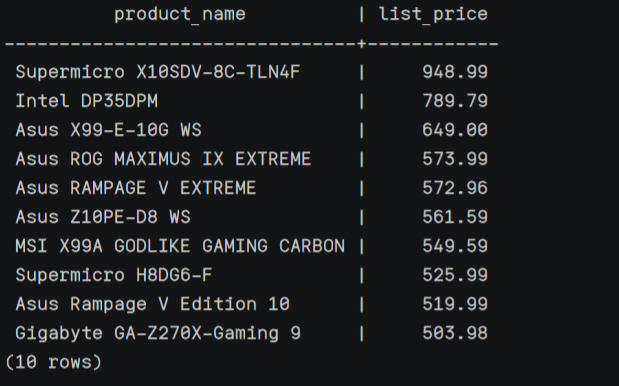 product_name | list_price
--------------------------------+------------
Supermicro X10SDV-8C-TLN4F | 948.99
Intel DP35DPM | 789.79
Asus X99-E-10G WS | 649.00
Asus ROG MAXIMUS IX EXTREME | 573.99
Asus RAMPAGE V EXTREME | 572.96
Asus Z10PE-D8 WS | 561.59
MSI X99A GODLIKE GAMING CARBON | 549.59
Supermicro H8DG6-F | 525.99
Asus Rampage V Edition 10 | 519.99
Gigabyte GA-Z270X-Gaming 9 | 503.98
(10 rows)